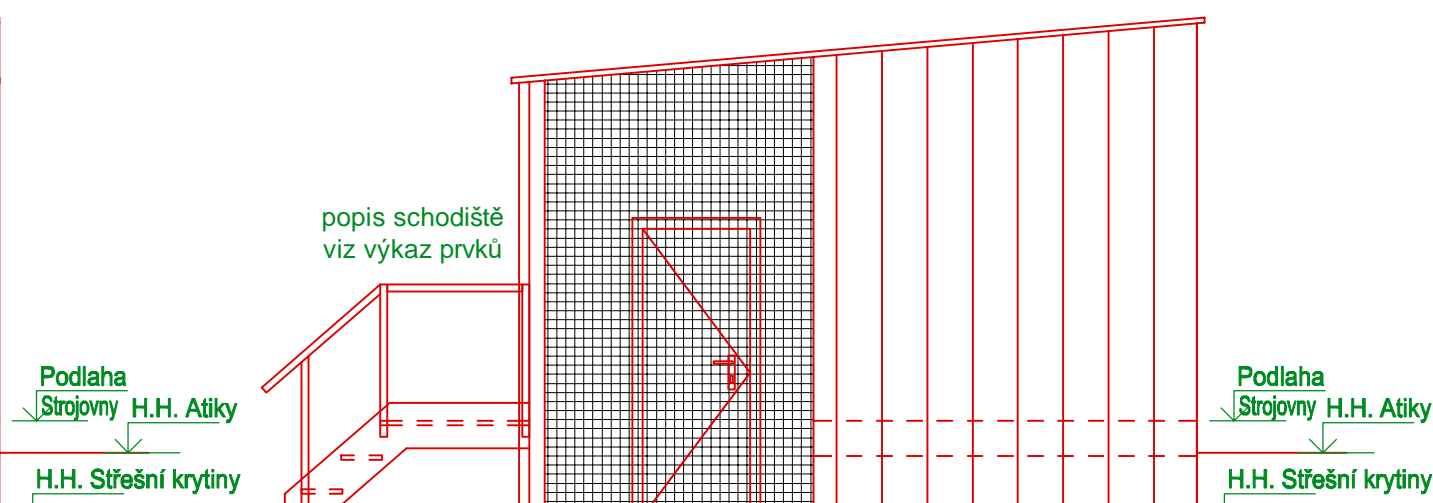 popis schodiště
viz výkaz prvků
Podlaha
Strojovny H.H. Atiky
H.H. Střešní krytiny
Podlaha
Strojovny H.H. Atiky
H.H. Střešní krytiny